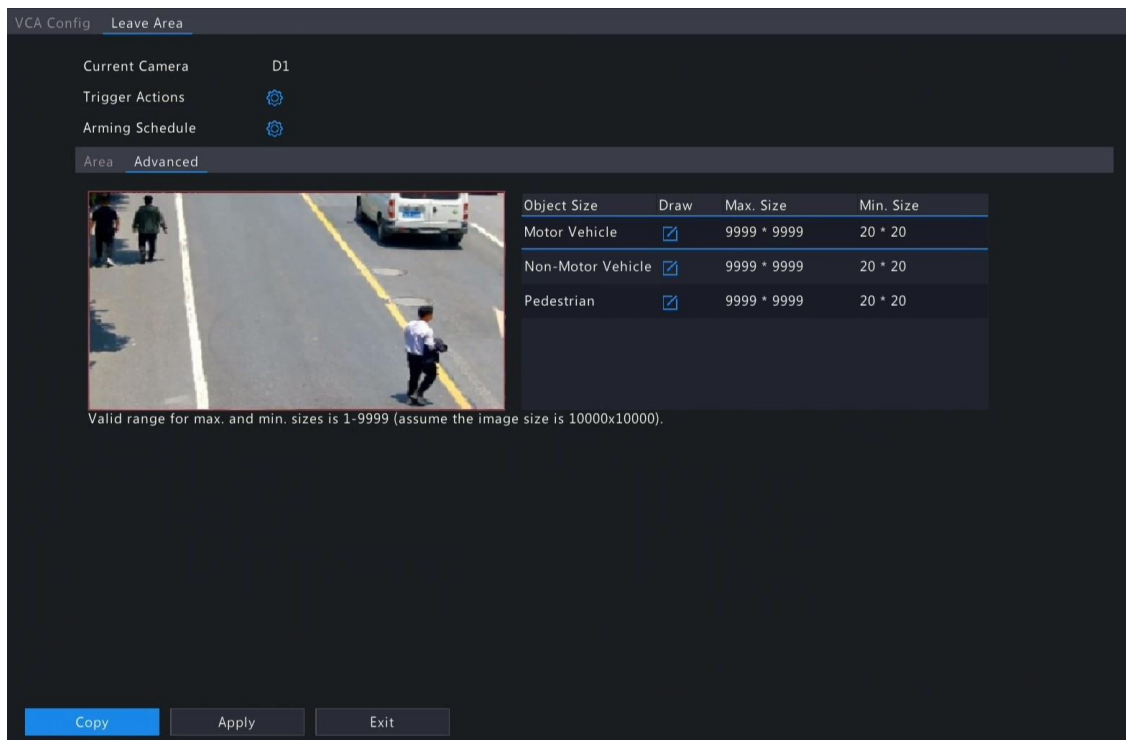 VCA Config Leave Area
Current Camera D1
Trigger Actions
Arming Schedule
Area Advanced
Object Size Draw Max. Size Min. Size
Motor Vehicle 9999 * 9999 20 * 20
Non-Motor Vehicle 9999 * 9999 20 * 20
Pedestrian 9999 * 9999 20 * 20
Valid range for max. and min. sizes is 1-9999 (assume the image size is 10000x10000).
Copy Apply Exit